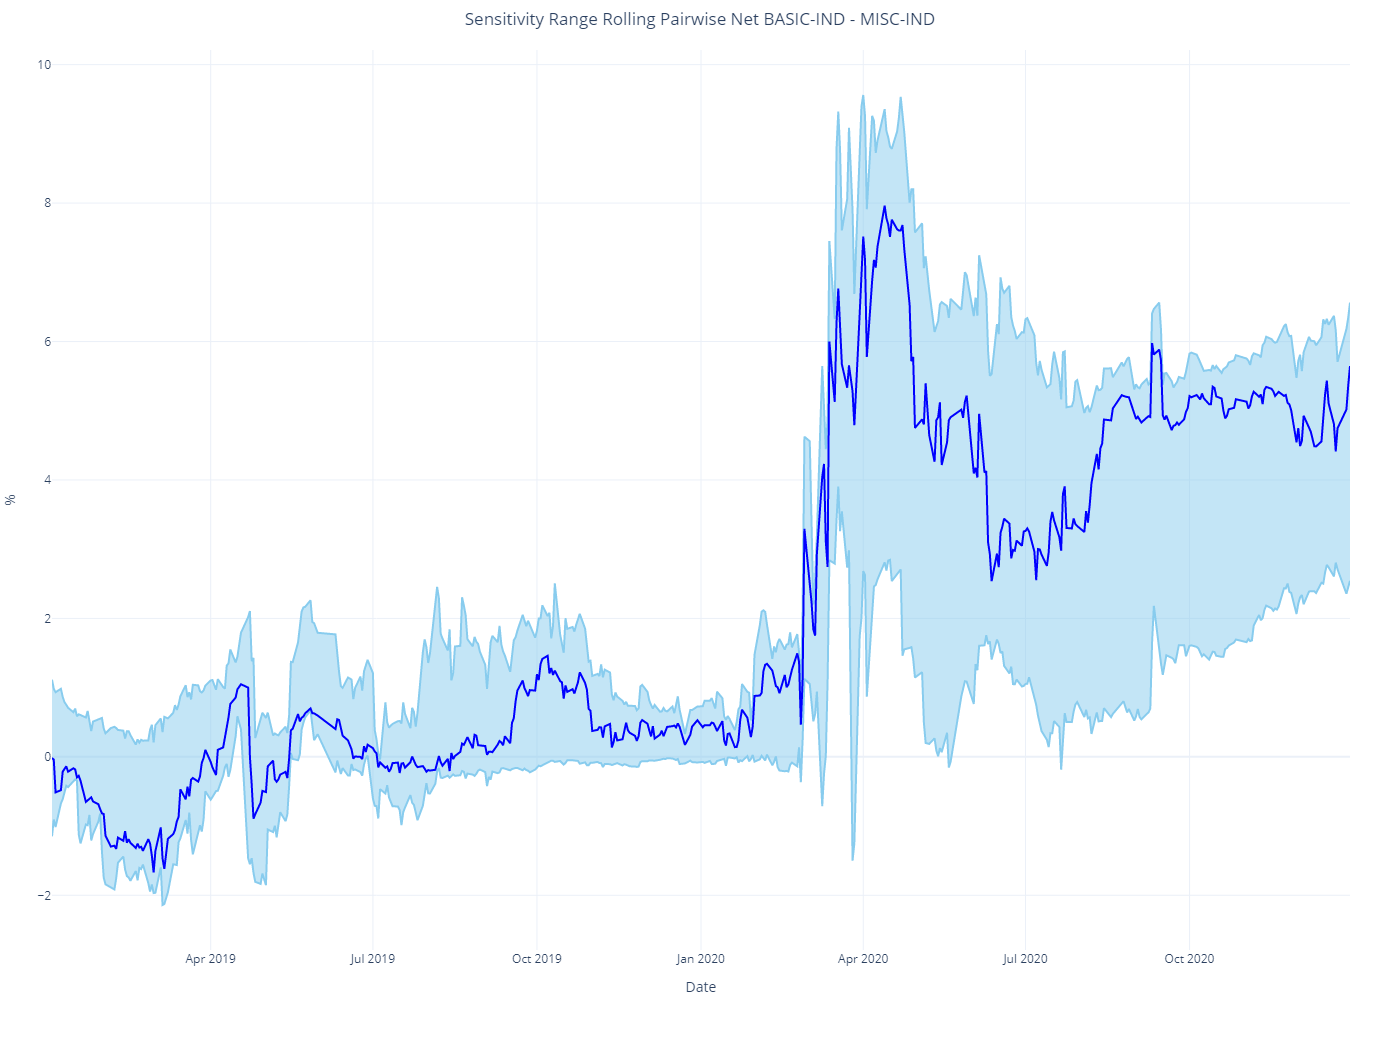 Sensitivity Range Rolling Pairwise Net BASIC-IND - MISC-IND
10
8
6
4
2
0
−2
%
Apr 2019
Jul 2019
Oct 2019
Jan 2020
Apr 2020
Jul 2020
Oct 2020
Date